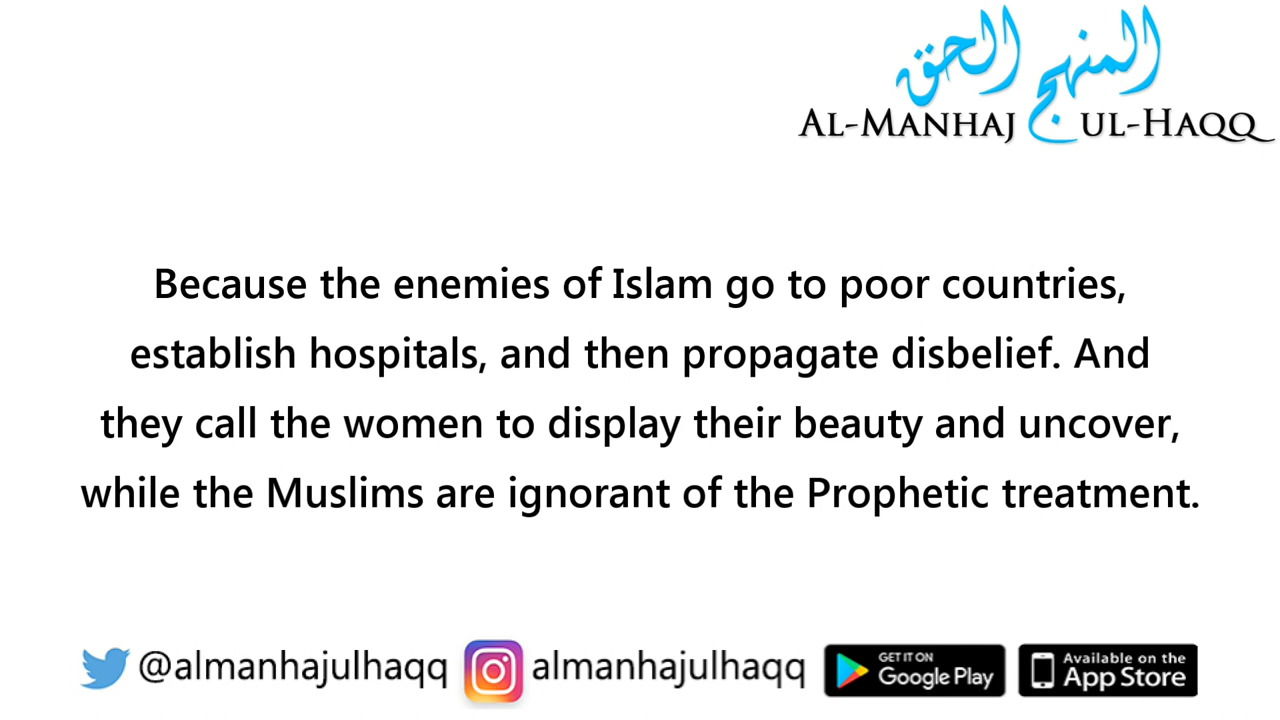 المنهج الحق
AL-MANHAJ UL-HAQQ
Because the enemies of Islam go to poor countries,
establish hospitals, and then propagate disbelief. And
they call the women to display their beauty and uncover,
while the Muslims are ignorant of the Prophetic treatment.
@almanhajulhaqq almanhajulhaqq GET IT ON Google Play Available on the App Store